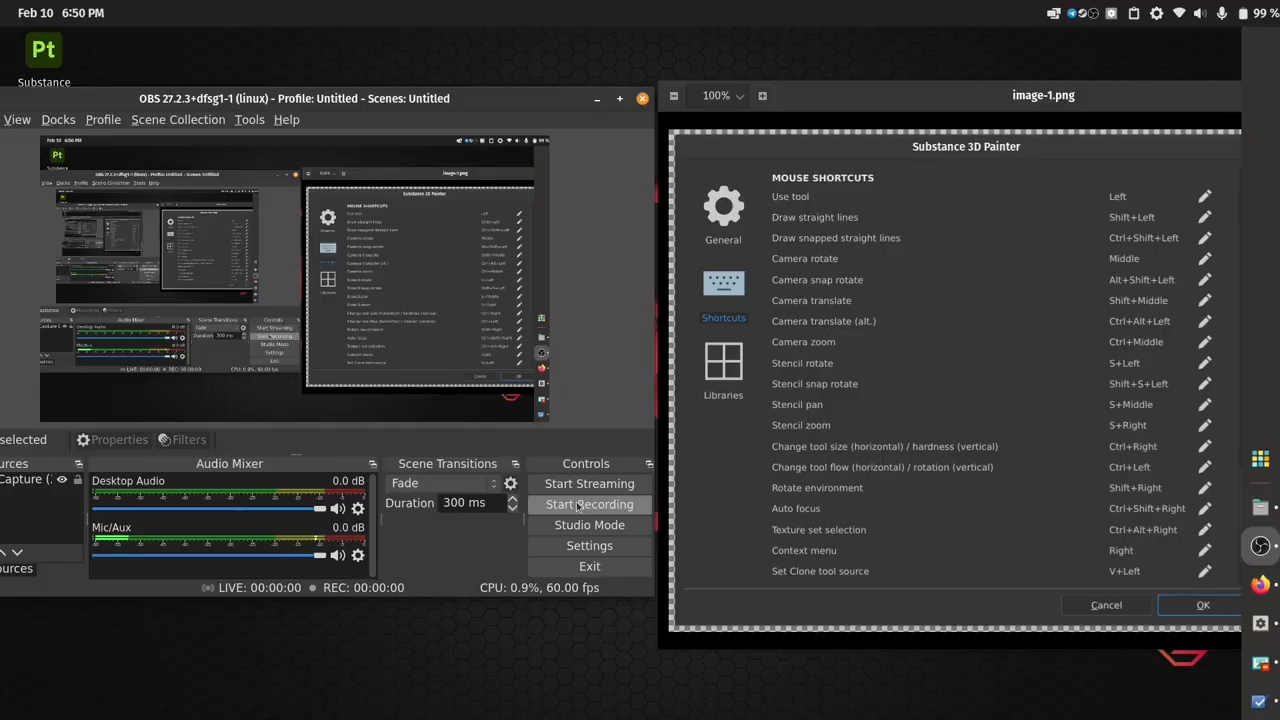 Feb 10 6:50 PM
99 %
Pt
Substance
OBS 27.2.3+dfsg1-1 (linux) - Profile: Untitled - Scenes: Untitled
View Docks Profile Scene Collection Tools Help
selected Properties Filters
urces
Capture (
ources
Audio Mixer
Desktop Audio 0.0 dB
Mic/Aux 0.0 dB
Scene Transitions
Fade
Duration 300 ms
Controls
Start Streaming
Start Recording
Studio Mode
Settings
Exit
LIVE: 00:00:00 REC: 00:00:00 CPU: 0.9%, 60.00 fps
100% image-1.png
Substance 3D Painter
General
Shortcuts
Libraries
MOUSE SHORTCUTS
Use tool Left
Draw straight lines Shift+Left
Draw snapped straight lines Ctrl+Shift+Left
Camera rotate Middle
Camera snap rotate Alt+Shift+Left
Camera translate Shift+Middle
Camera translate (alt.) Ctrl+Alt+Left
Camera zoom Ctrl+Middle
Stencil rotate S+Left
Stencil snap rotate Shift+S+Left
Stencil pan S+Middle
Stencil zoom S+Right
Change tool size (horizontal) / hardness (vertical) Ctrl+Right
Change tool flow (horizontal) / rotation (vertical) Ctrl+Left
Rotate environment Shift+Right
Auto focus Ctrl+Shift+Right
Texture set selection Ctrl+Alt+Right
Context menu Right
Set Clone tool source V+Left
Cancel OK